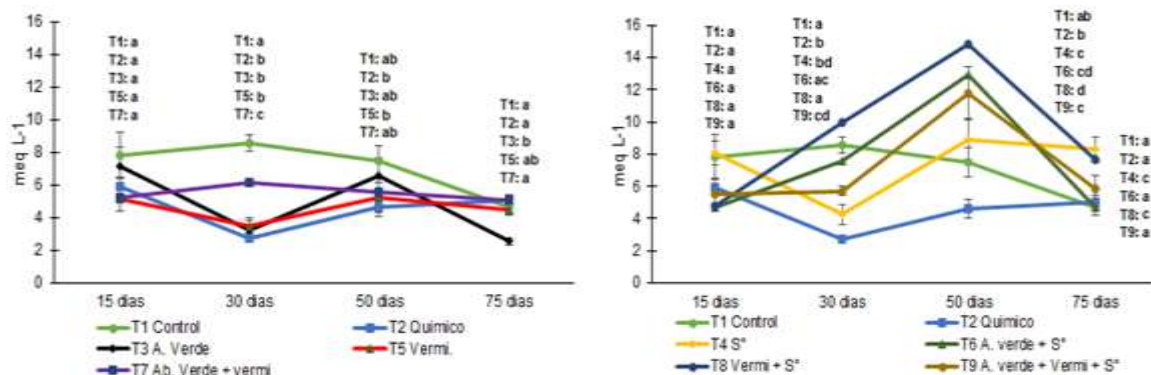 meq L-1
16
14
12
10
8
6
4
2
0
T1: a
T2: a
T3: a
T5: a
T7: a
T1: a
T2: b
T3: b
T5: b
T7: c
T1: ab
T2: b
T3: ab
T5: b
T7: ab
T1: a
T2: a
T3: b
T5: ab
T7: a
15 dias
30 dias
50 dias
75 dias
T1 Control
T2 Quimico
T3 A. Verde
T5 Vermi.
T7 Ab. Verde + vermi
meq L-1
16
14
12
10
8
6
4
2
0
T1: a
T2: a
T4: a
T6: a
T8: a
T9: a
T1: a
T2: b
T4: bd
T6: ac
T8: a
T9: cd
T1: ab
T2: b
T4: c
T6: cd
T8: d
T9: c
T1: a
T2: a
T4: c
T6: a
T8: c
T9: a
15 dias
30 dias
50 dias
75 dias
T1 Control
T2 Quimico
T4 S°
T6 A. verde + S°
T8 Vermi + S°
T9 A. verde + Vermi + S°